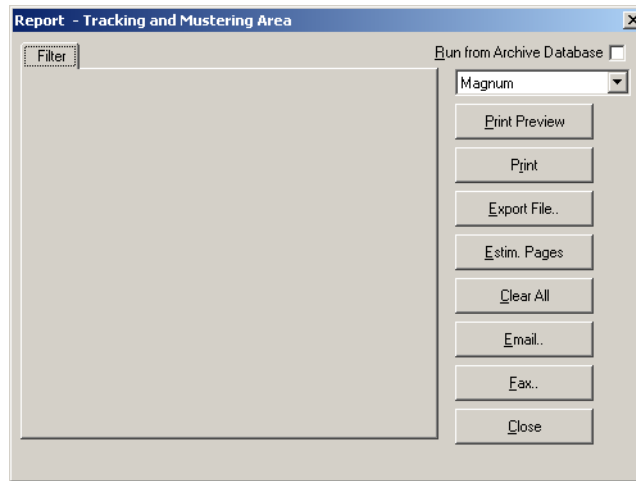 Report - Tracking and Mustering Area
Filter
Run from Archive Database
Magnum
Print Preview
Print
Export File..
Estim. Pages
Clear All
Email..
Fax..
Close